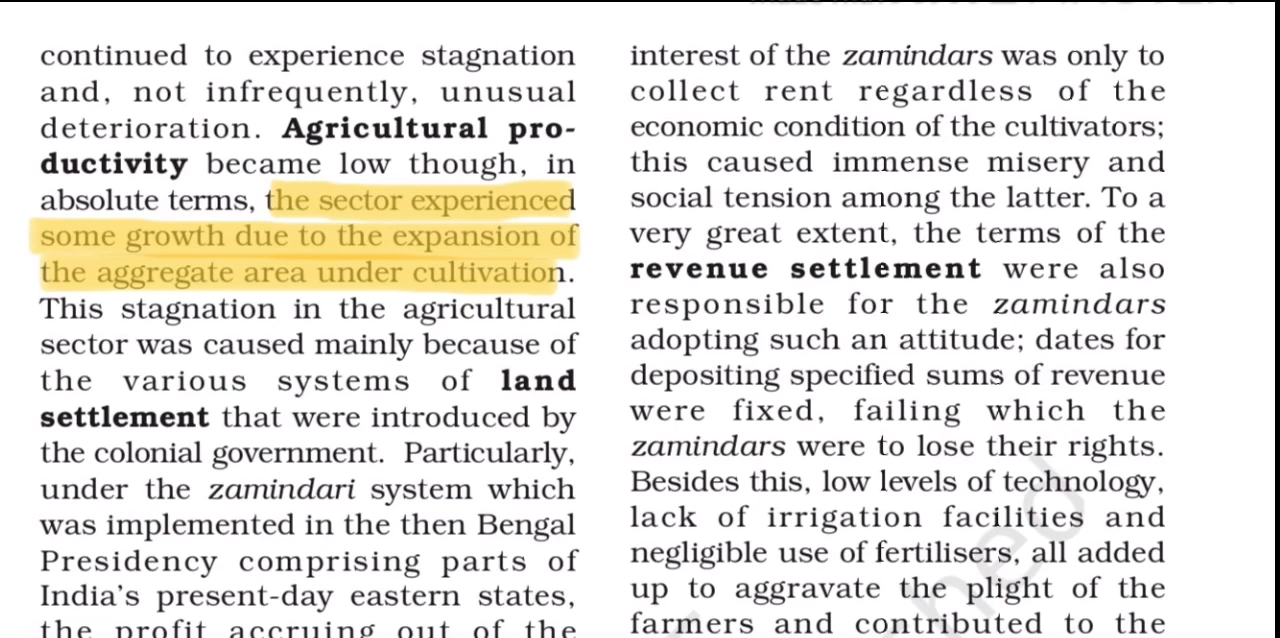 continued to experience stagnation
and, not infrequently, unusual
deterioration. Agricultural pro-
ductivity became low though, in
absolute terms, the sector experienced
some growth due to the expansion of
the aggregate area under cultivation.
This stagnation in the agricultural
sector was caused mainly because of
the various systems of land
settlement that were introduced by
the colonial government. Particularly,
under the zamindari system which
was implemented in the then Bengal
Presidency comprising parts of
India's present-day eastern states,
the profit accruing out of the
interest of the zamindars was only to
collect rent regardless of the
economic condition of the cultivators;
this caused immense misery and
social tension among the latter. To a
very great extent, the terms of the
revenue settlement were also
responsible for the zamindars
adopting such an attitude; dates for
depositing specified sums of revenue
were fixed, failing which the
zamindars were to lose their rights.
Besides this, low levels of technology,
lack of irrigation facilities and
negligible use of fertilisers, all added
up to aggravate the plight of the
farmers and contributed to the